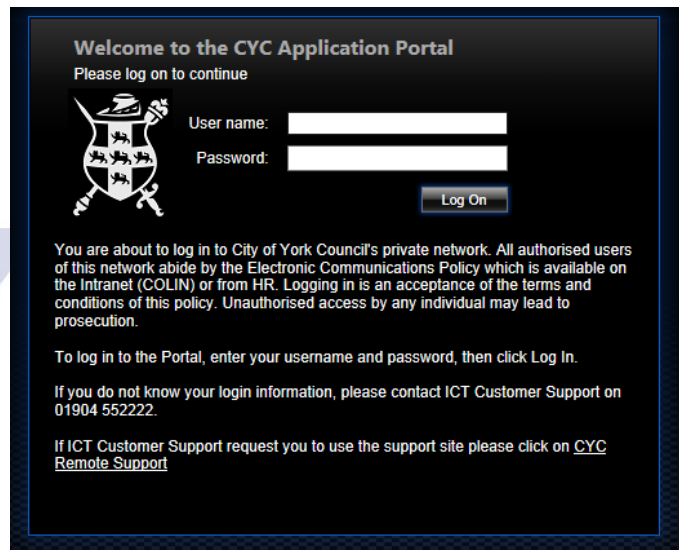 Welcome to the CYC Application Portal
Please log on to continue
User name:
Password:
Log On
You are about to log in to City of York Council's private network. All authorised users
of this network abide by the Electronic Communications Policy which is available on
the Intranet (COLIN) or from HR. Logging in is an acceptance of the terms and
conditions of this policy. Unauthorised access by any individual may lead to
prosecution.
To log in to the Portal, enter your username and password, then click Log In.
If you do not know your login information, please contact ICT Customer Support on
01904 552222.
If ICT Customer Support request you to use the support site please click on CYC
Remote Support